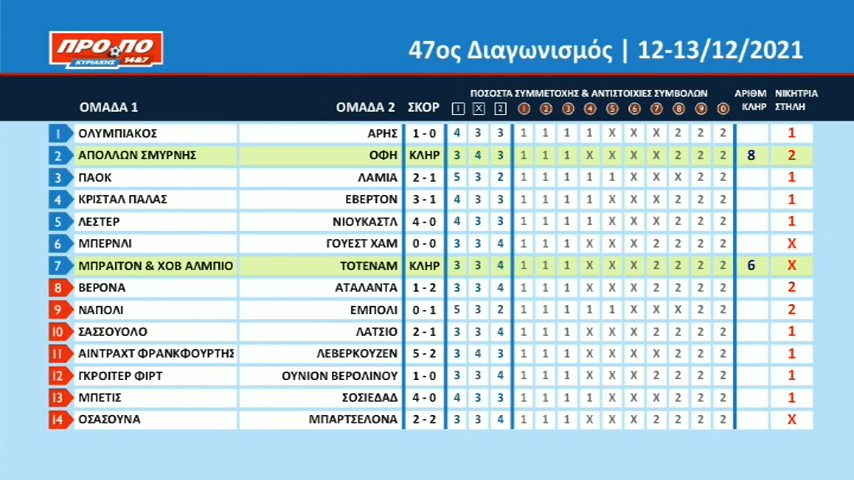 ΠΡΟ ΠΟ
ΚΥΡΙΑΚΗΣ 14&7
47ος Διαγωνισμός | 12-13/12/2021
ΠΟΣΟΣΤΑ ΣΥΜΜΕΤΟΧΗΣ & ΑΝΤΙΣΤΟΙΧΙΕΣ ΣΥΜΒΟΛΩΝ ΑΡΙΘΜ ΝΙΚΗΤΡΙΑ
ΟΜΑΔΑ 1 ΟΜΑΔΑ 2 ΣΚΟΡ 1 X 2 1 2 3 4 5 6 7 8 9 0 ΚΛΗΡ ΣΤΗΛΗ
1 ΟΛΥΜΠΙΑΚΟΣ ΑΡΗΣ 1 - 0 4 3 3 1 1 1 1 X X X 2 2 2 1
2 ΑΠΟΛΛΩΝ ΣΜΥΡΝΗΣ ΟΦΗ ΚΛΗΡ 3 4 3 1 1 1 X X X X 2 2 2 8 2
3 ΠΑΟΚ ΛΑΜΙΑ 2 - 1 5 3 2 1 1 1 1 1 X X X 2 2 1
4 ΚΡΙΣΤΑΛ ΠΑΛΑΣ ΕΒΕΡΤΟΝ 3 - 1 4 3 3 1 1 1 1 X X X 2 2 2 1
5 ΛΕΣΤΕΡ ΝΙΟΥΚΑΣΤΛ 4 - 0 4 3 3 1 1 1 1 X X X 2 2 2 1
6 ΜΠΕΡΝΛΙ ΓΟΥΕΣΤ ΧΑΜ 0 - 0 3 3 4 1 1 1 X X X 2 2 2 2 X
7 ΜΠΡΑΙΤΟΝ & ΧΟΒ ΑΛΜΠΙΟ ΤΟΤΕΝΑΜ ΚΛΗΡ 3 3 4 1 1 1 X X X 2 2 2 2 6 X
8 ΒΕΡΟΝΑ ΑΤΑΛΑΝΤΑ 1 - 2 3 3 4 1 1 1 X X X 2 2 2 2 2
9 ΝΑΠΟΛΙ ΕΜΠΟΛΙ 0 - 1 5 3 2 1 1 1 1 1 X X X 2 2 2
10 ΣΑΣΣΟΥΟΛΟ ΛΑΤΣΙΟ 2 - 1 3 3 4 1 1 1 X X X 2 2 2 2 1
11 ΑΙΝΤΡΑΧΤ ΦΡΑΝΚΦΟΥΡΤΗΣ ΛΕΒΕΡΚΟΥΖΕΝ 5 - 2 3 4 3 1 1 1 X X X X 2 2 2 1
12 ΓΚΡΟΙΤΕΡ ΦΙΡΤ ΟΥΝΙΟΝ ΒΕΡΟΛΙΝΟΥ 1 - 0 3 3 4 1 1 1 X X X 2 2 2 2 1
13 ΜΠΕΤΙΣ ΣΟΣΙΕΔΑΔ 4 - 0 4 3 3 1 1 1 1 X X X 2 2 2 1
14 ΟΣΑΣΟΥΝΑ ΜΠΑΡΤΣΕΛΟΝΑ 2 - 2 3 3 4 1 1 1 X X X 2 2 2 2 X